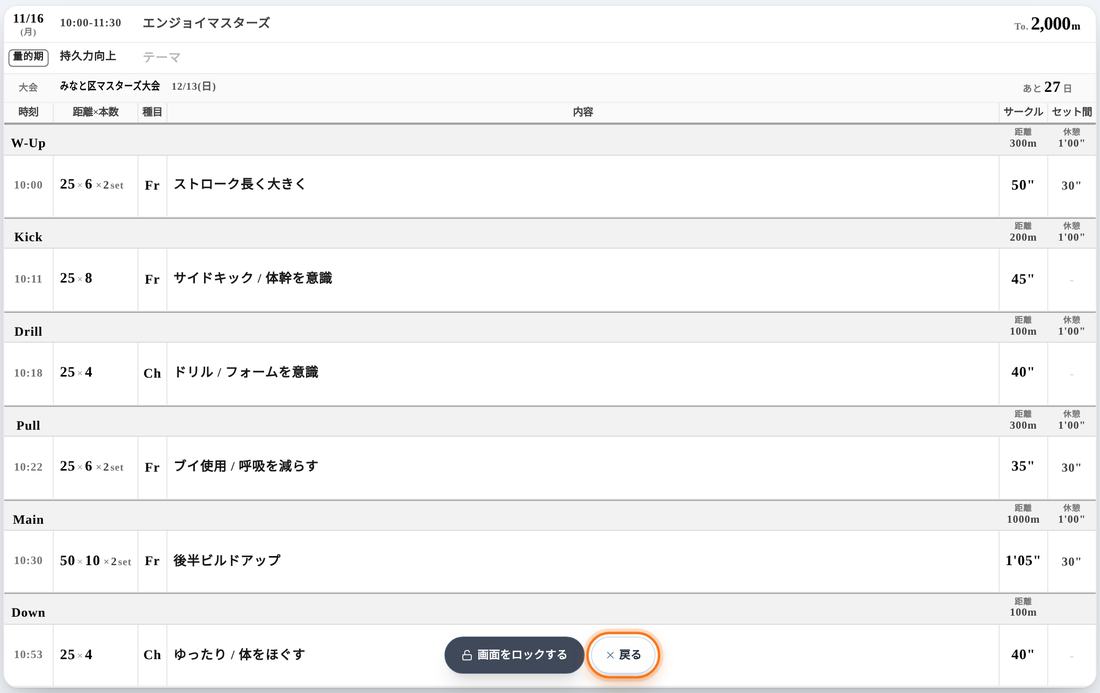 11/16 (月) 10:00-11:30 エンジョイマスターズ To. 2,000m
量的期 持久力向上 テーマ
大会 みなと区マスターズ大会 12/13(日) あと 27 日
時刻 距離×本数 種目 内容 サークル セット間
W-Up 距離 300m 休憩 1'00"
10:00 25 × 6 × 2 set Fr ストローク長く大きく 50" 30"
Kick 距離 200m 休憩 1'00"
10:11 25 × 8 Fr サイドキック / 体幹を意識 45" -
Drill 距離 100m 休憩 1'00"
10:18 25 × 4 Ch ドリル / フォームを意識 40" -
Pull 距離 300m 休憩 1'00"
10:22 25 × 6 × 2 set Fr ブイ使用 / 呼吸を減らす 35" 30"
Main 距離 1000m 休憩 1'00"
10:30 50 × 10 × 2 set Fr 後半ビルドアップ 1'05" 30"
Down 距離 100m
10:53 25 × 4 Ch ゆったり / 体をほぐす 40" -
画面をロックする × 戻る